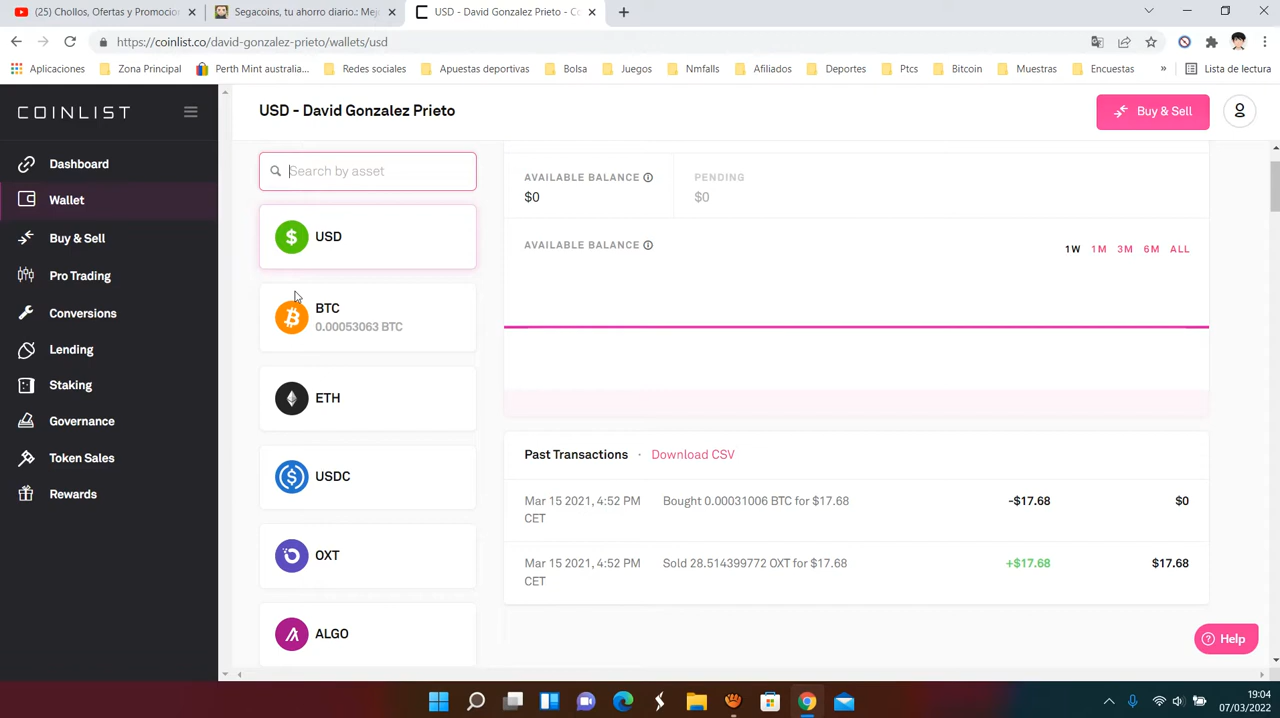 (25) Chollos, Ofertas y Promocion
Segacoins, tu ahorro diario.: Mej
USD - David Gonzalez Prieto - Co
https://coinlist.co/david-gonzalez-prieto/wallets/usd
Aplicaciones
Zona Principal
Perth Mint australia...
Redes sociales
Apuestas deportivas
Bolsa
Juegos
Nmfalls
Afiliados
Deportes
Ptcs
Bitcoin
Muestras
Encuestas
»
Lista de lectura
COINLIST
USD - David Gonzalez Prieto
Buy & Sell
Dashboard
Wallet
Buy & Sell
Pro Trading
Conversions
Lending
Staking
Governance
Token Sales
Rewards
Search by asset
USD
BTC
0.00053063 BTC
ETH
USDC
OXT
ALGO
AVAILABLE BALANCE
$0
PENDING
$0
AVAILABLE BALANCE
1W 1M 3M 6M ALL
Past Transactions · Download CSV
Mar 15 2021, 4:52 PM CET
Bought 0.00031006 BTC for $17.68
-$17.68
$0
Mar 15 2021, 4:52 PM CET
Sold 28.514399772 OXT for $17.68
+$17.68
$17.68
Help
19:04
07/03/2022